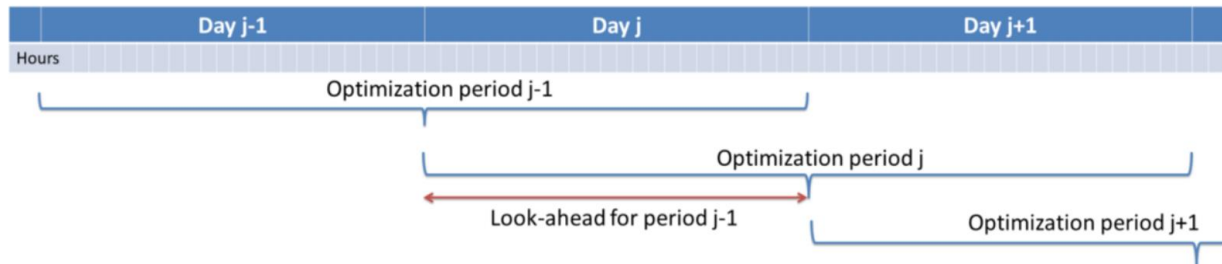 Day j-1 Day j Day j+1
Hours
Optimization period j-1
Optimization period j
Look-ahead for period j-1
Optimization period j+1